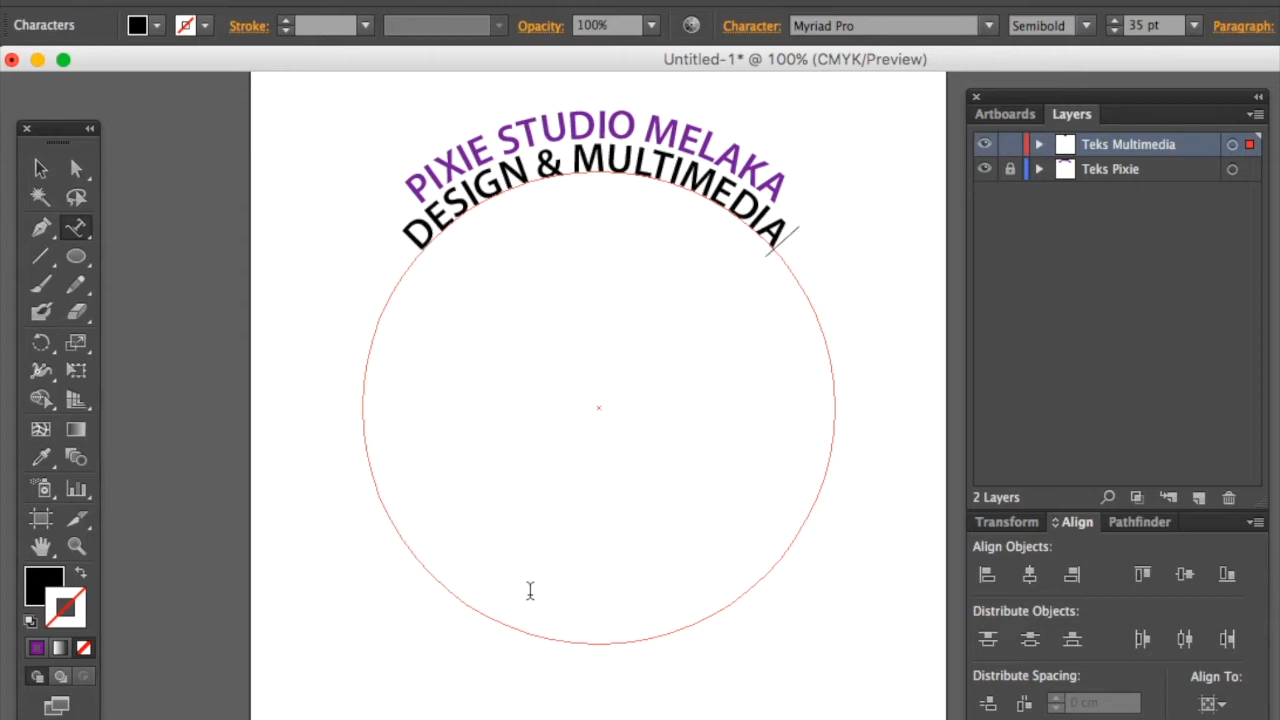 Characters
Stroke:
Opacity: 100%
Character: Myriad Pro
Semibold
35 pt
Paragraph:
Untitled-1* @ 100% (CMYK/Preview)
PIXIE STUDIO MELAKA
DESIGN & MULTIMEDIA
Artboards Layers
Teks Multimedia
Teks Pixie
2 Layers
Transform Align Pathfinder
Align Objects:
Distribute Objects:
Distribute Spacing: Align To:
0 cm